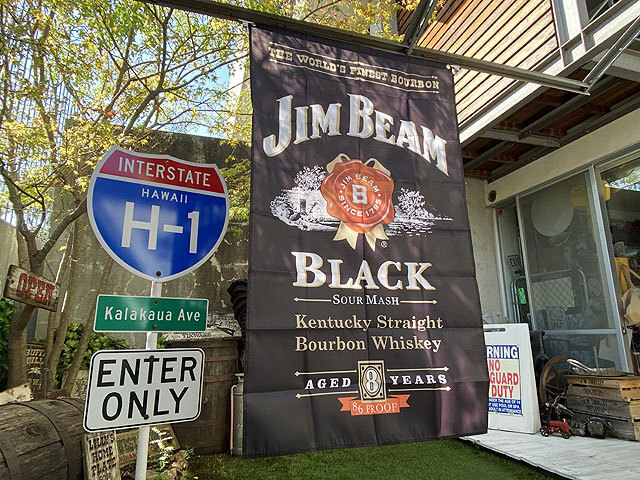 THE WORLD'S FINEST BOURBON
JIM BEAM
JIM BEAM
B
SINCE 1795
®
BLACK
SOUR MASH
Kentucky Straight
Bourbon Whiskey
AGED 8 YEARS
86 PROOF
INTERSTATE
HAWAII
H-1
Kalakaua Ave
ENTER
ONLY
OPEN
RNING
NO
GUARD
DUTY